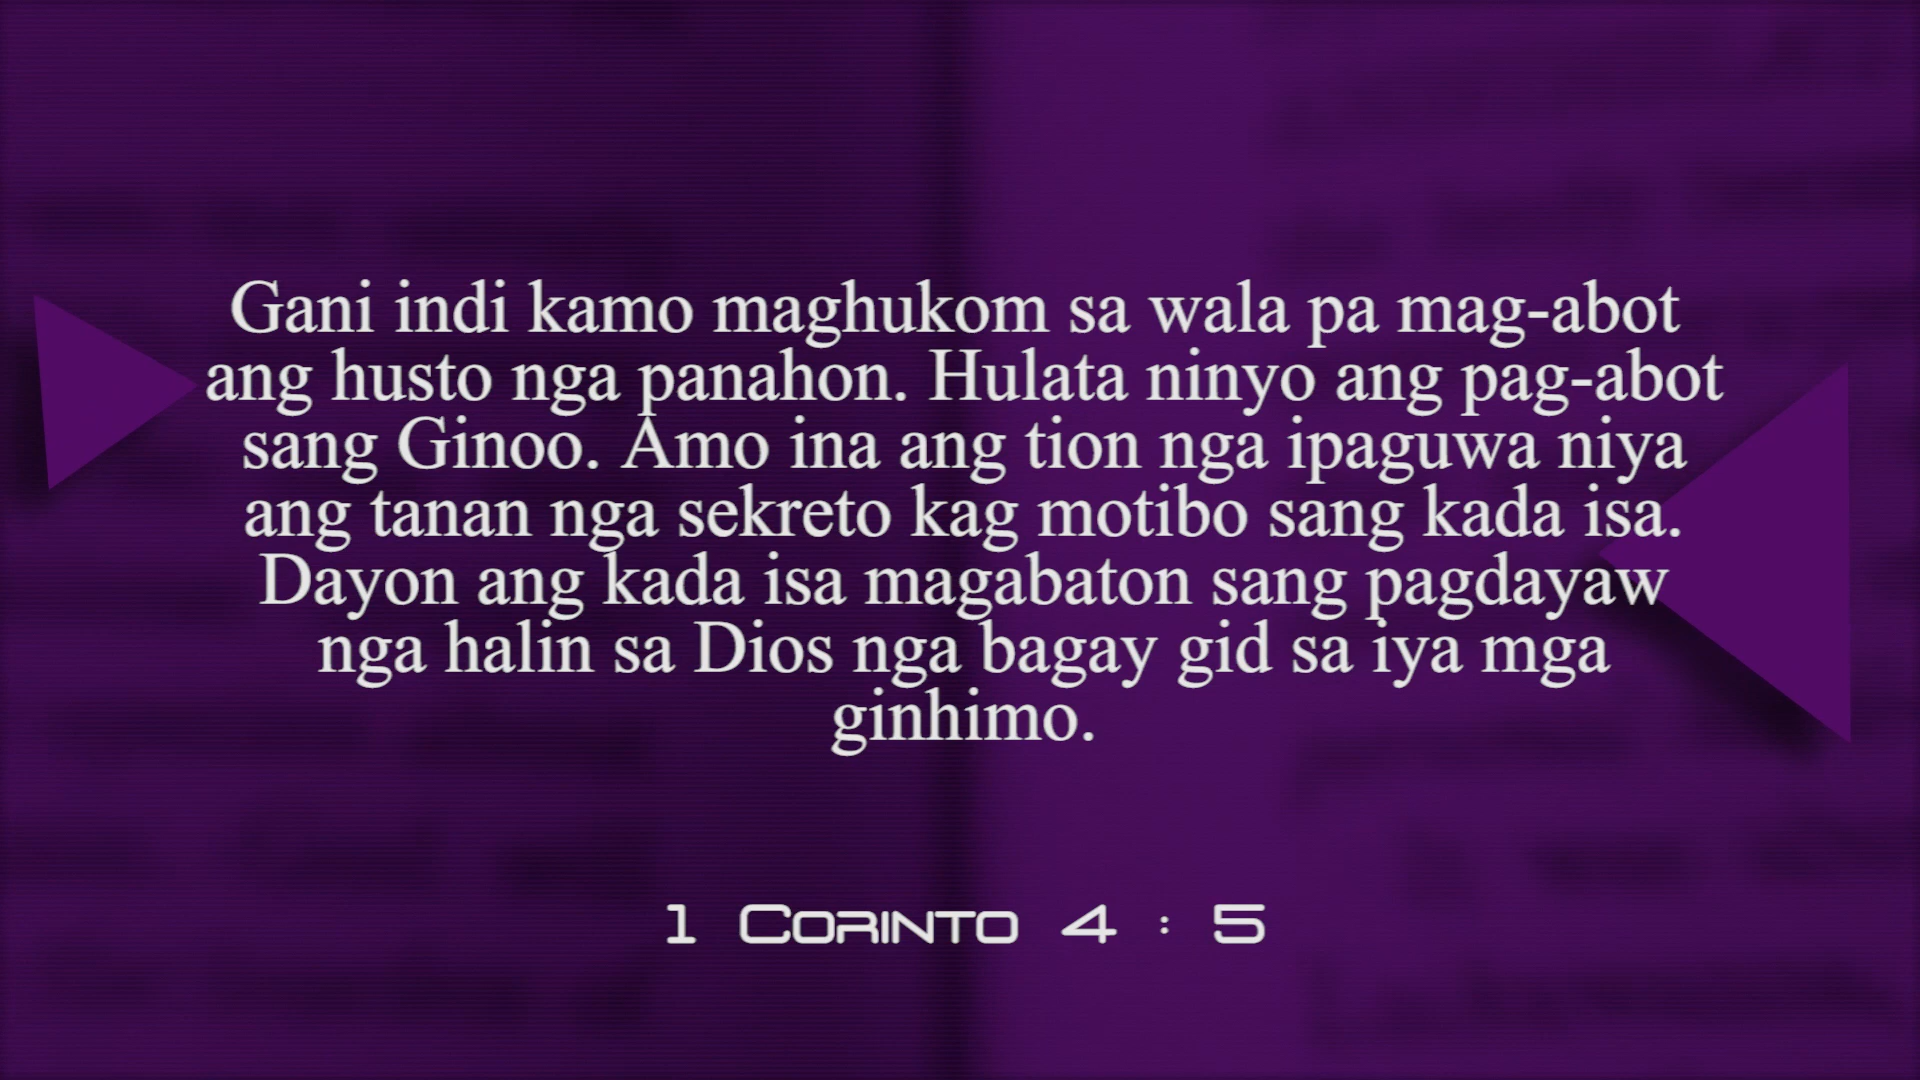 Gani indi kamo maghukom sa wala pa mag-abot
ang husto nga panahon. Hulata ninyo ang pag-abot
sang Ginoo. Amo ina ang tion nga ipaguwa niya
ang tanan nga sekreto kag motibo sang kada isa.
Dayon ang kada isa magabaton sang pagdayaw
nga halin sa Dios nga bagay gid sa iya mga
ginhimo.
1 Corinto 4 : 5